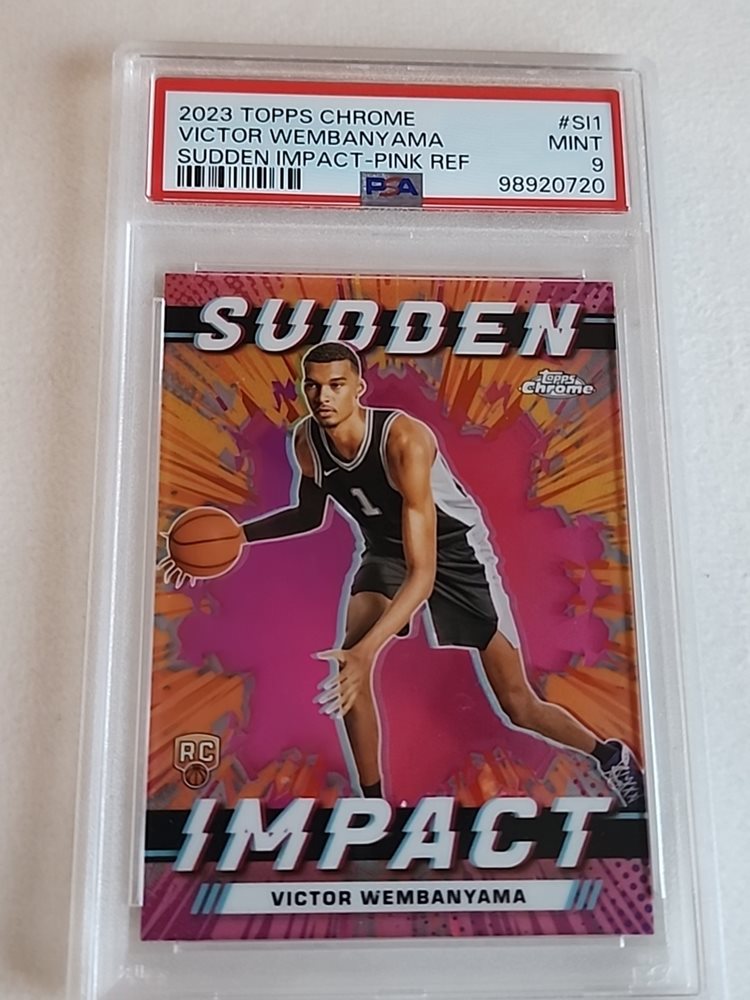 2023 TOPPS CHROME #SI1
VICTOR WEMBANYAMA MINT
SUDDEN IMPACT-PINK REF 9
PSA 98920720
SUDDEN
Topps
Chrome
1
RC
IMPACT
VICTOR WEMBANYAMA